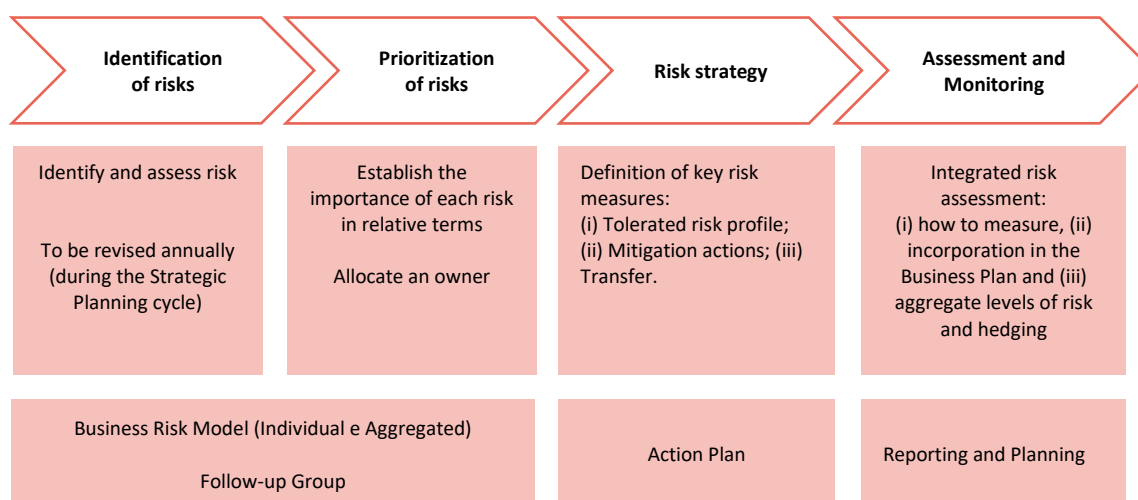 Identification
of risks
Prioritization
of risks
Risk strategy
Assessment and
Monitoring
Identify and assess risk
To be revised annually
(during the Strategic
Planning cycle)
Establish the
importance of each risk
in relative terms
Allocate an owner
Definition of key risk
measures:
(i) Tolerated risk profile;
(ii) Mitigation actions; (iii)
Transfer.
Integrated risk
assessment:
(i) how to measure, (ii)
incorporation in the
Business Plan and (iii)
aggregate levels of risk
and hedging
Business Risk Model (Individual e Aggregated)
Follow-up Group
Action Plan
Reporting and Planning